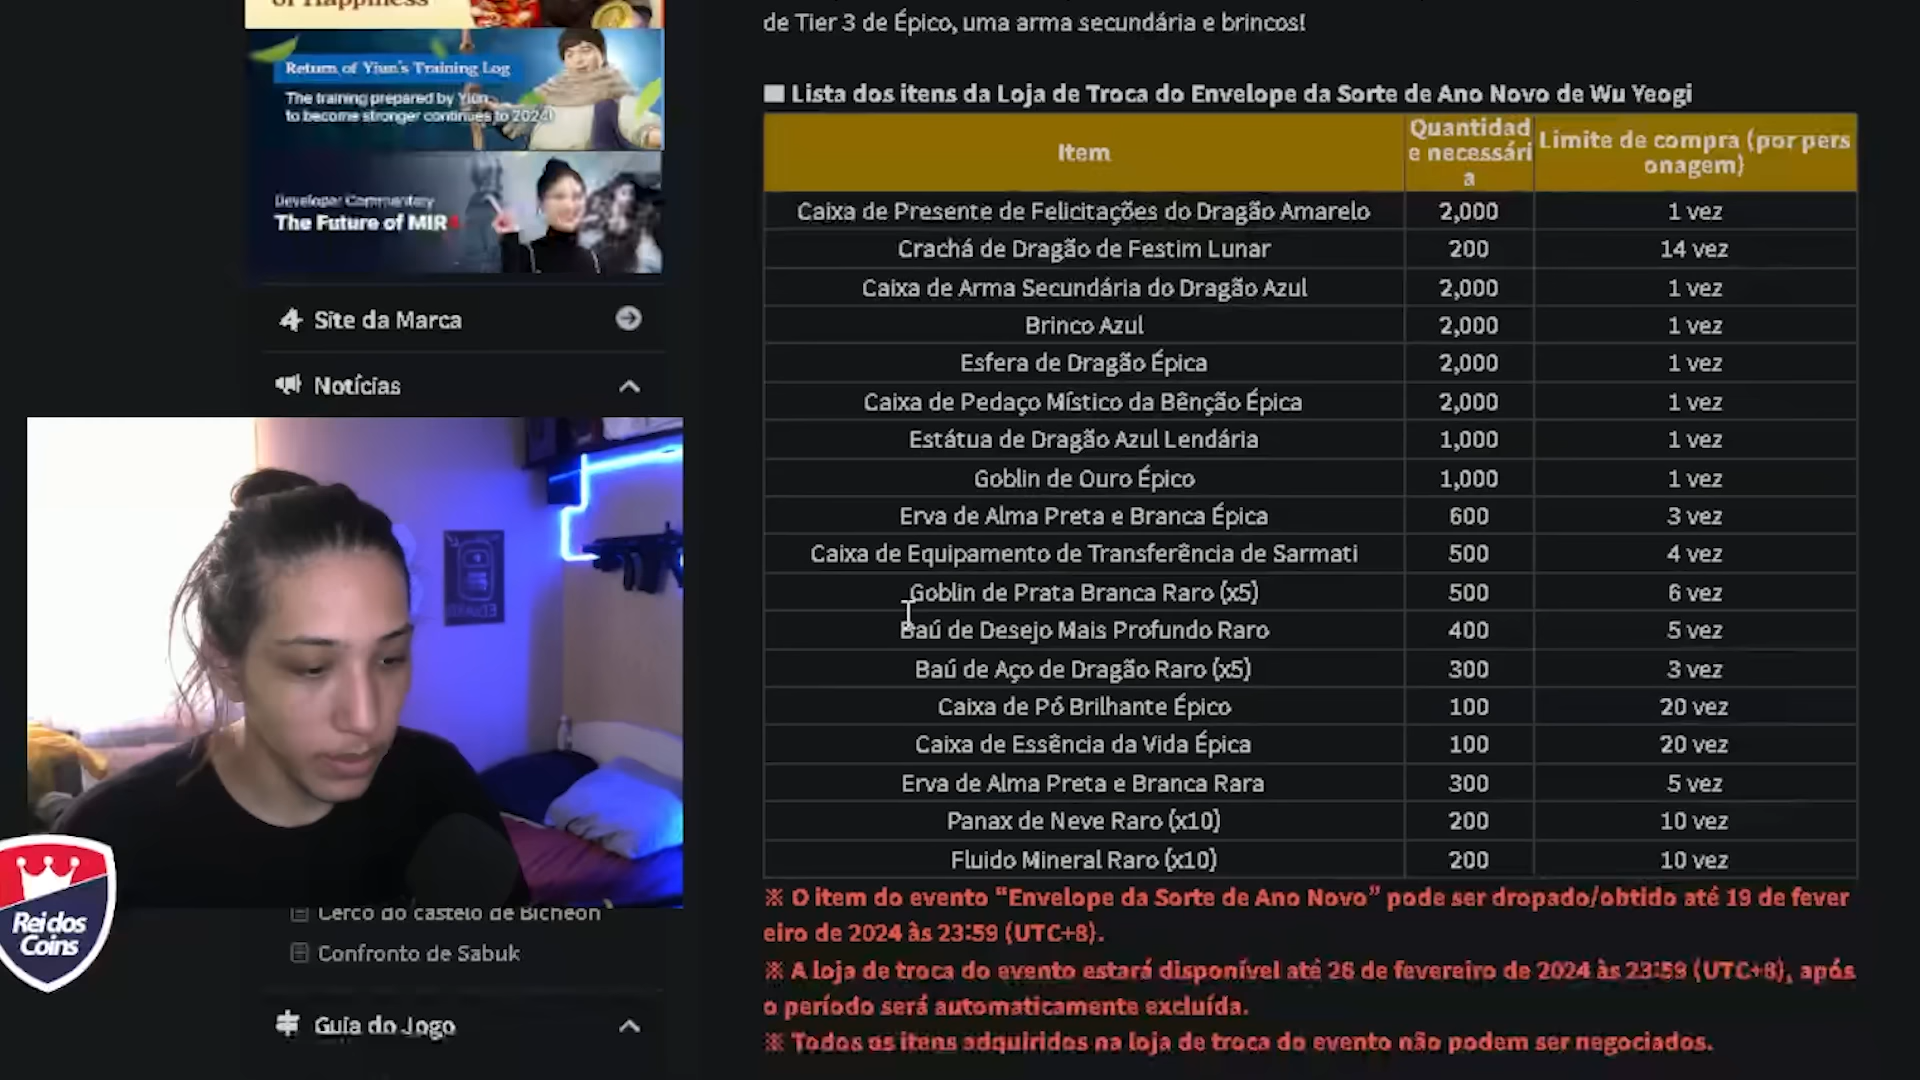 of Happiness
Return of Yiun's Training Log
The training prepared by Yiun
to become stronger continues to 2024!
Developer Commentary
The Future of MIR4
Site da Marca
Notícias
Cerco do castelo de Bicheon
Confronto de Sabuk
Guia do Jogo
Rei dos
Coins
de Tier 3 de Épico, uma arma secundária e brincos!
■ Lista dos itens da Loja de Troca do Envelope da Sorte de Ano Novo de Wu Yeogi
Item
Quantidad
e necessári
a
Limite de compra (por pers
onagem)
Caixa de Presente de Felicitações do Dragão Amarelo 2,000 1 vez
Crachá de Dragão de Festim Lunar 200 14 vez
Caixa de Arma Secundária do Dragão Azul 2,000 1 vez
Brinco Azul 2,000 1 vez
Esfera de Dragão Épica 2,000 1 vez
Caixa de Pedaço Místico da Bênção Épica 2,000 1 vez
Estátua de Dragão Azul Lendária 1,000 1 vez
Goblin de Ouro Épico 1,000 1 vez
Erva de Alma Preta e Branca Épica 600 3 vez
Caixa de Equipamento de Transferência de Sarmati 500 4 vez
Goblin de Prata Branca Raro (x5) 500 6 vez
Baú de Desejo Mais Profundo Raro 400 5 vez
Baú de Aço de Dragão Raro (x5) 300 3 vez
Caixa de Pó Brilhante Épico 100 20 vez
Caixa de Essência da Vida Épica 100 20 vez
Erva de Alma Preta e Branca Rara 300 5 vez
Panax de Neve Raro (x10) 200 10 vez
Fluido Mineral Raro (x10) 200 10 vez
※ O item do evento “Envelope da Sorte de Ano Novo” pode ser dropado/obtido até 19 de fever
eiro de 2024 às 23:59 (UTC+8).
※ A loja de troca do evento estará disponível até 26 de fevereiro de 2024 às 23:59 (UTC+8), após
o período será automaticamente excluída.
※ Todos os itens adquiridos na loja de troca do evento não podem ser negociados.